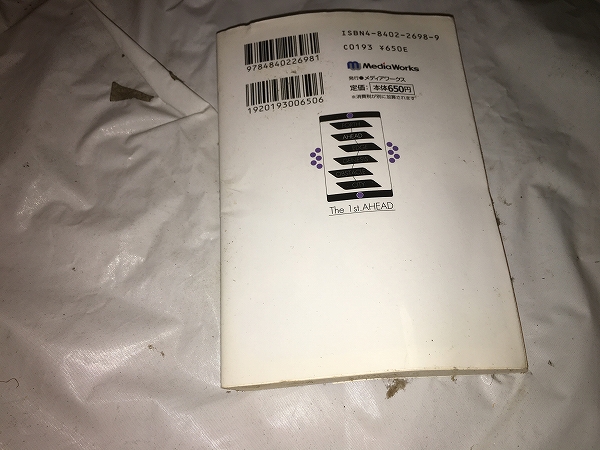 ISBN4-8402-2698-9
C0193 ¥650E
9784840226981
MediaWorks
発行●メディアワークス
定価：本体650円
※消費税が別に加算されます
1920193006506
AHEAD
The 1st.AHEAD